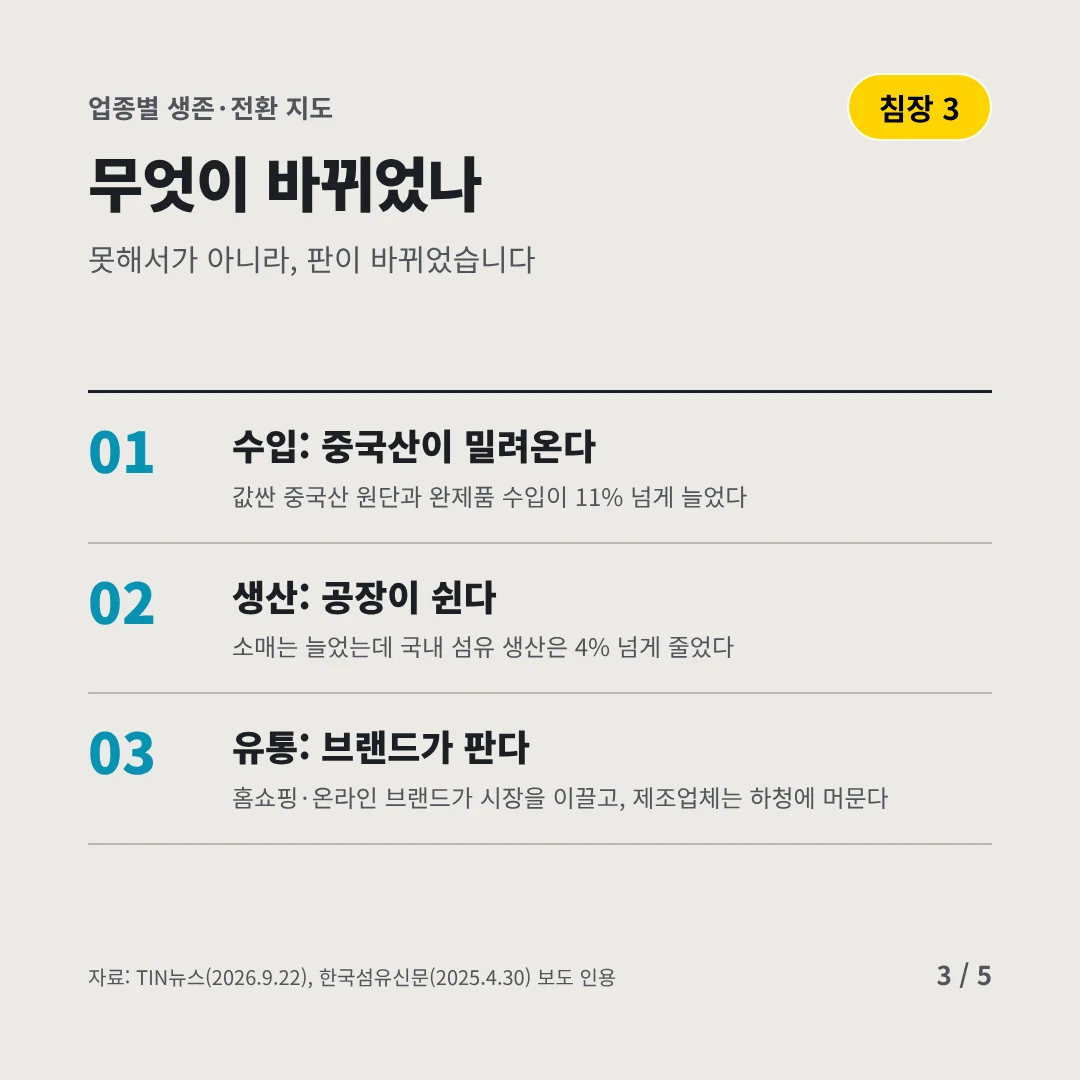 업종별 생존·전환 지도
침장 3
무엇이 바뀌었나
못해서가 아니라, 판이 바뀌었습니다
01
수입: 중국산이 밀려온다
값싼 중국산 원단과 완제품 수입이 11% 넘게 늘었다
02
생산: 공장이 쉰다
소매는 늘었는데 국내 섬유 생산은 4% 넘게 줄었다
03
유통: 브랜드가 판다
홈쇼핑·온라인 브랜드가 시장을 이끌고, 제조업체는 하청에 머문다
자료: TIN뉴스(2026.9.22), 한국섬유신문(2025.4.30) 보도 인용
3 / 5